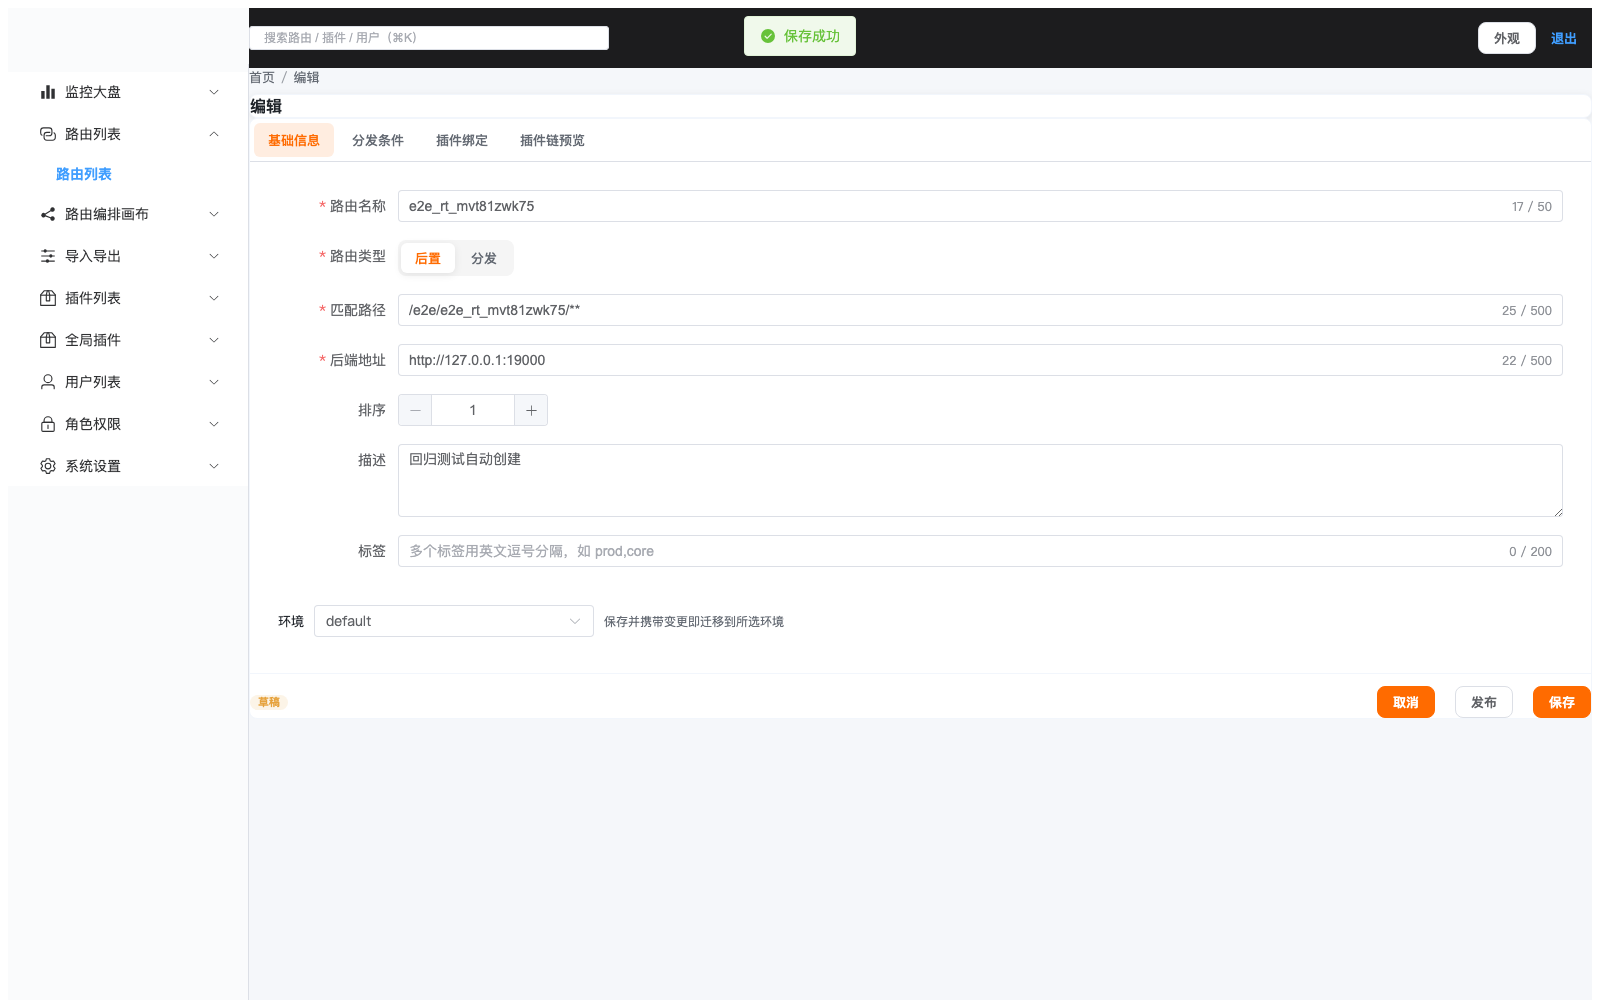 搜索路由 / 插件 / 用户（⌘K）
保存成功
外观
退出
监控大盘
路由列表
路由列表
路由编排画布
导入导出
插件列表
全局插件
用户列表
角色权限
系统设置
首页 / 编辑
编辑
基础信息 分发条件 插件绑定 插件链预览
* 路由名称 e2e_rt_mvt81zwk75 17 / 50
* 路由类型 后置 分发
* 匹配路径 /e2e/e2e_rt_mvt81zwk75/** 25 / 500
* 后端地址 http://127.0.0.1:19000 22 / 500
排序 1
描述 回归测试自动创建
标签 多个标签用英文逗号分隔，如 prod,core 0 / 200
环境 default 保存并携带变更即迁移到所选环境
草稿 取消 发布 保存